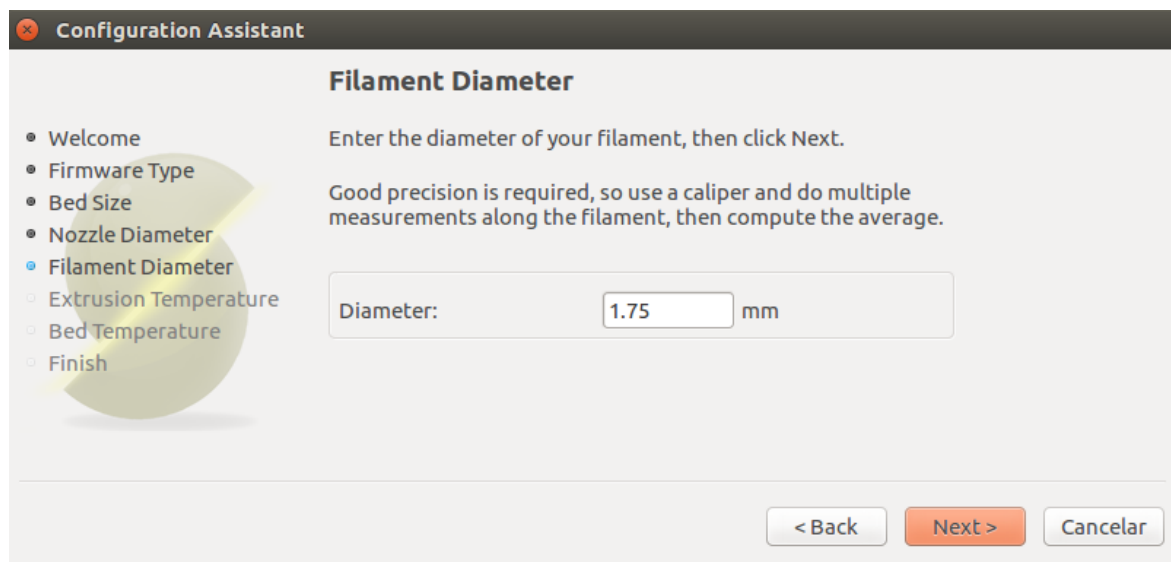 Configuration Assistant
Filament Diameter
Welcome
Firmware Type
Bed Size
Nozzle Diameter
Filament Diameter
Extrusion Temperature
Bed Temperature
Finish
Enter the diameter of your filament, then click Next.
Good precision is required, so use a caliper and do multiple
measurements along the filament, then compute the average.
Diameter: 1.75 mm
< Back Next > Cancelar